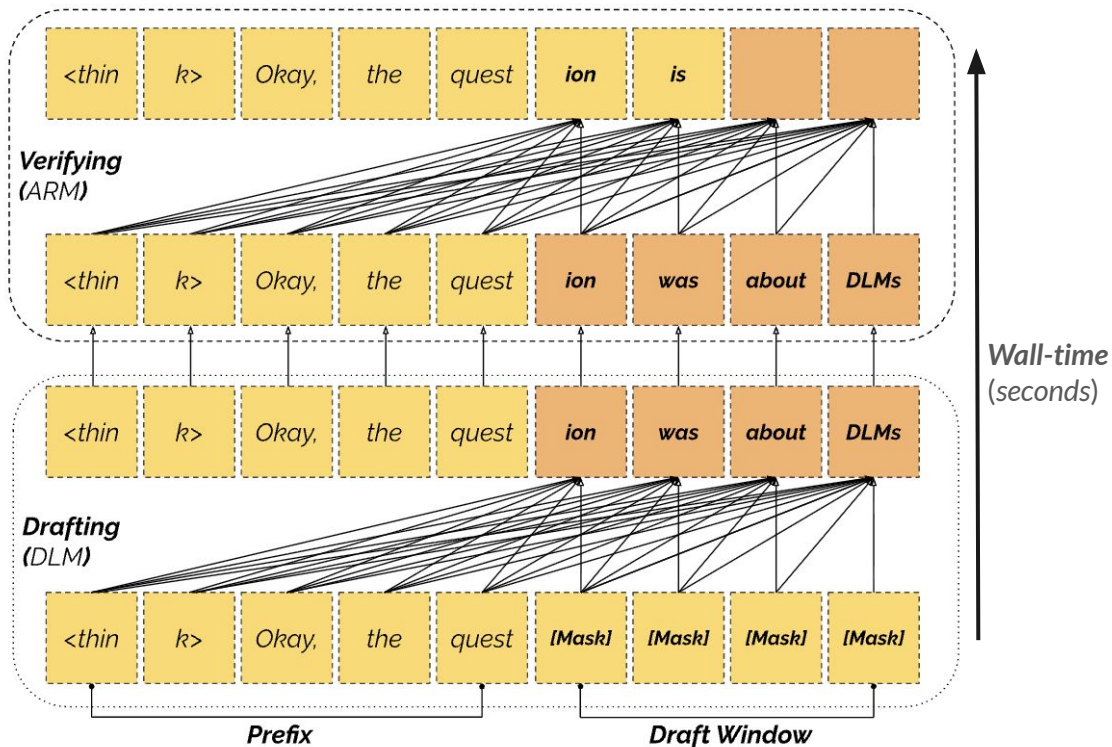 <thin k> Okay, the quest ion is
Verifying
(ARM)
<thin k> Okay, the quest ion was about DLMs
Wall-time
(seconds)
<thin k> Okay, the quest ion was about DLMs
Drafting
(DLM)
<thin k> Okay, the quest [Mask] [Mask] [Mask] [Mask]
Prefix Draft Window